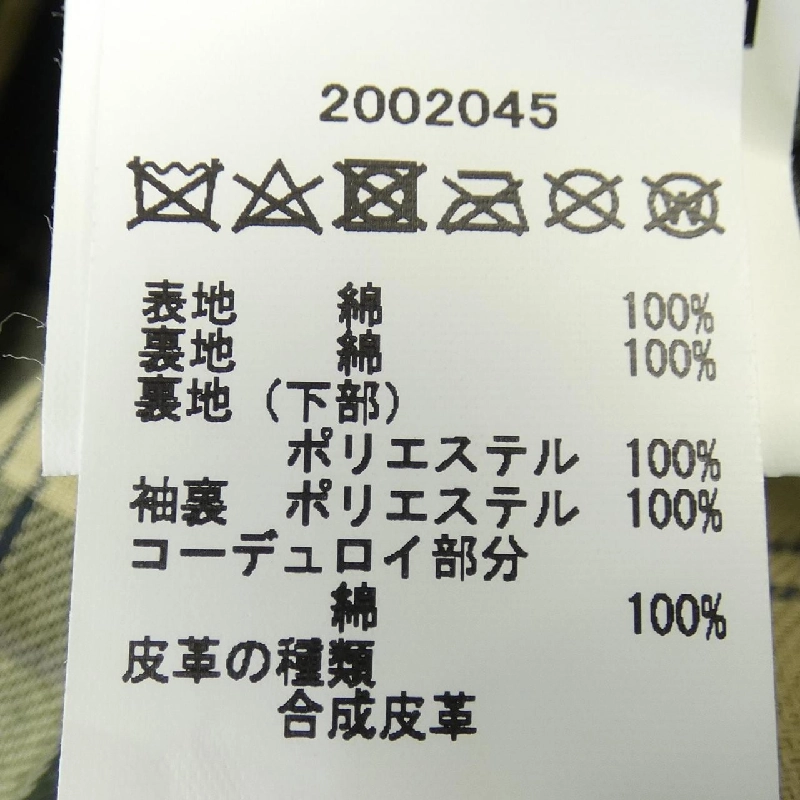 2002045
W
表地 綿 100%
裏地 綿 100%
裏地 (下部)
ポリエステル 100%
袖裏 ポリエステル 100%
コーデュロイ部分
綿 100%
皮革の種類
合成皮革